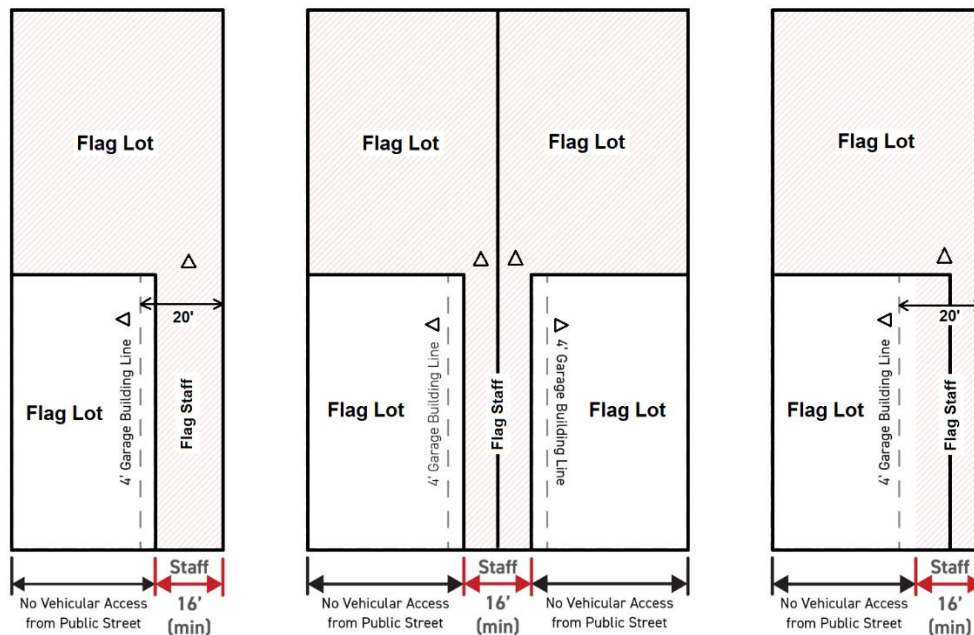 Flag Lot
20'
4' Garage Building Line
Flag Staff
Flag Lot
No Vehicular Access
from Public Street
Staff
16'
(min)
Flag Lot
Flag Lot
4' Garage Building Line
Flag Staff
4' Garage Building Line
Flag Lot
Flag Lot
No Vehicular Access
from Public Street
Staff
16'
(min)
No Vehicular Access
from Public Street
Flag Lot
20'
4' Garage Building Line
Flag Staff
Flag Lot
No Vehicular Access
from Public Street
Staff
16'
(min)